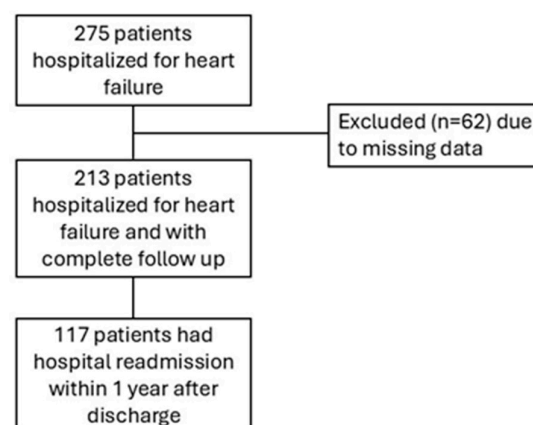 275 patients
hospitalized for heart
failure
Excluded (n=62) due
to missing data
213 patients
hospitalized for heart
failure and with
complete follow up
117 patients had
hospital readmission
within 1 year after
discharge